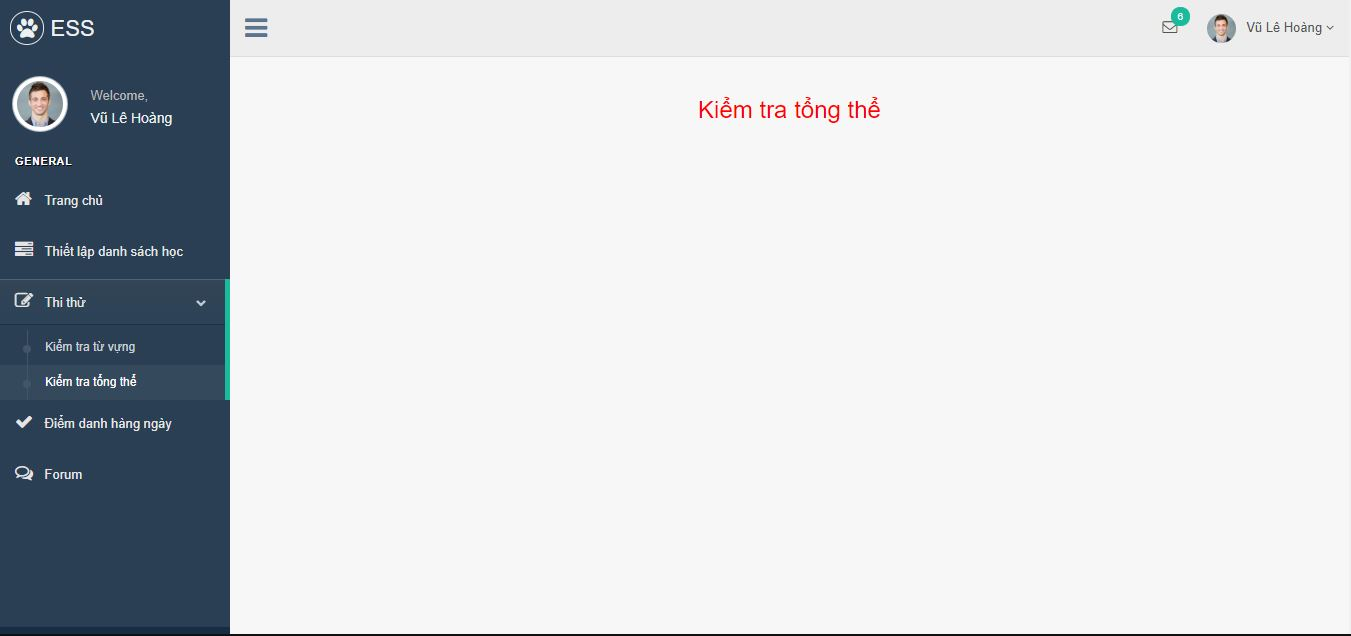 ESS
6
Vũ Lê Hoàng
Welcome,
Vũ Lê Hoàng
Kiểm tra tổng thể
GENERAL
Trang chủ
Thiết lập danh sách học
Thi thử
Kiểm tra từ vựng
Kiểm tra tổng thể
Điểm danh hàng ngày
Forum